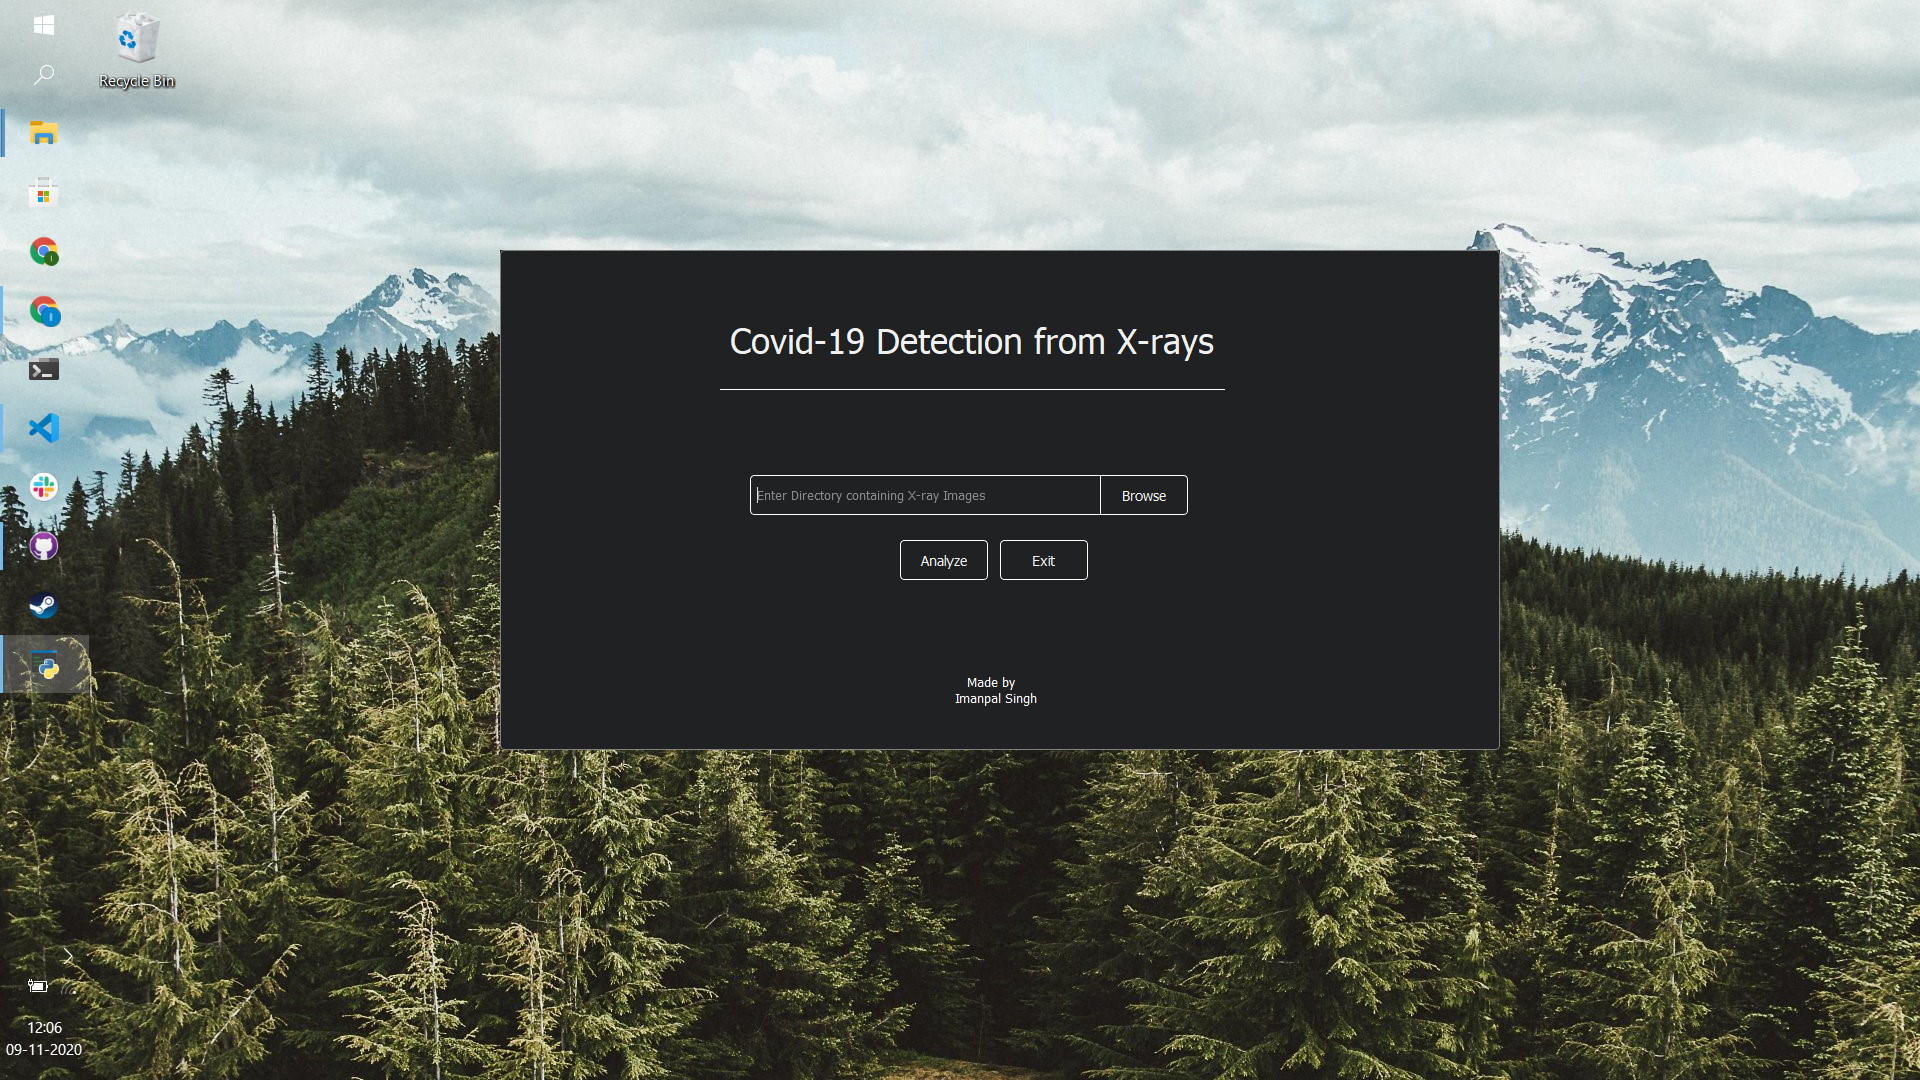 Recycle Bin
Covid-19 Detection from X-rays
Enter Directory containing X-ray Images
Browse
Analyze
Exit
Made by
Imanpal Singh
12:06
09-11-2020